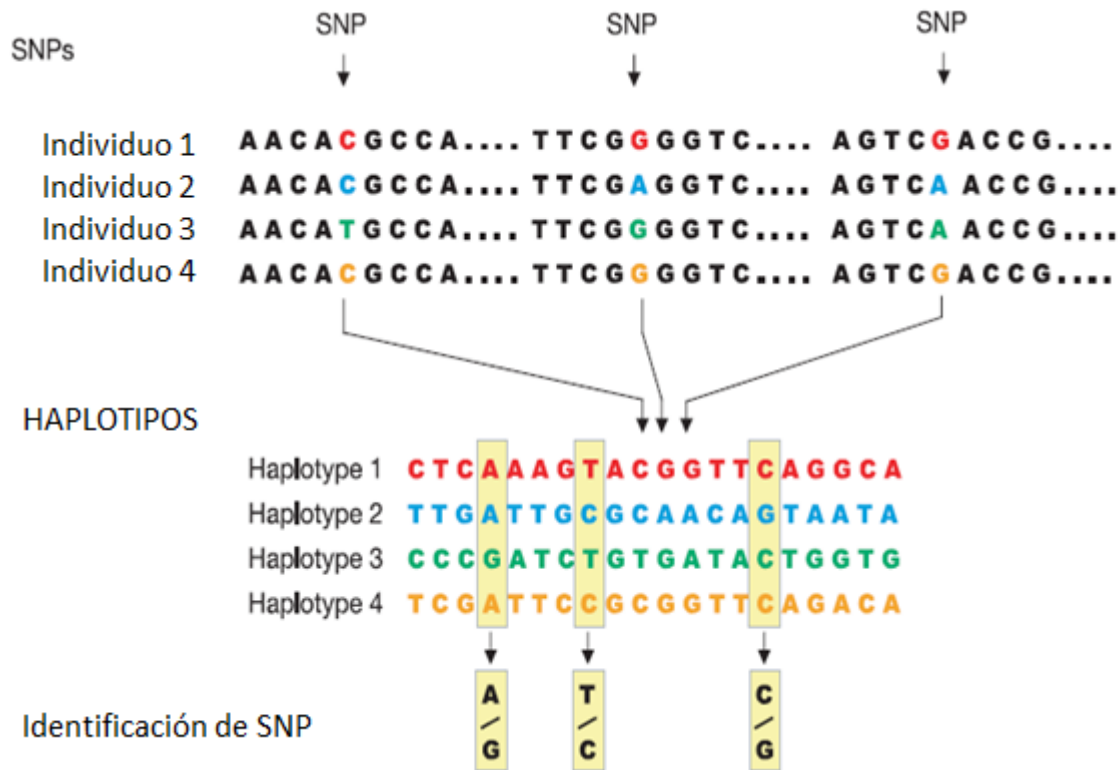 SNP SNP SNP
SNPs
Individuo 1 AACACGCCA.... TTCGGGGTC.... AGTCGACCG....
Individuo 2 AACACGCCA.... TTCGAGGTC.... AGTCAACCG....
Individuo 3 AACATGCCA.... TTCGGGGTC.... AGTCAACCG....
Individuo 4 AACACGCCA.... TTCGGGGTC.... AGTCGACCG....
HAPLOTIPOS
Haplotype 1 CTCAAAGTACGGTTCAGGCA
Haplotype 2 TTGATTGCGCAACAGTAATA
Haplotype 3 CCCGATCTGTGATACTGGTG
Haplotype 4 TCGATTCCGCGGTTCAGACA
A/G T/C C/G
Identificación de SNP